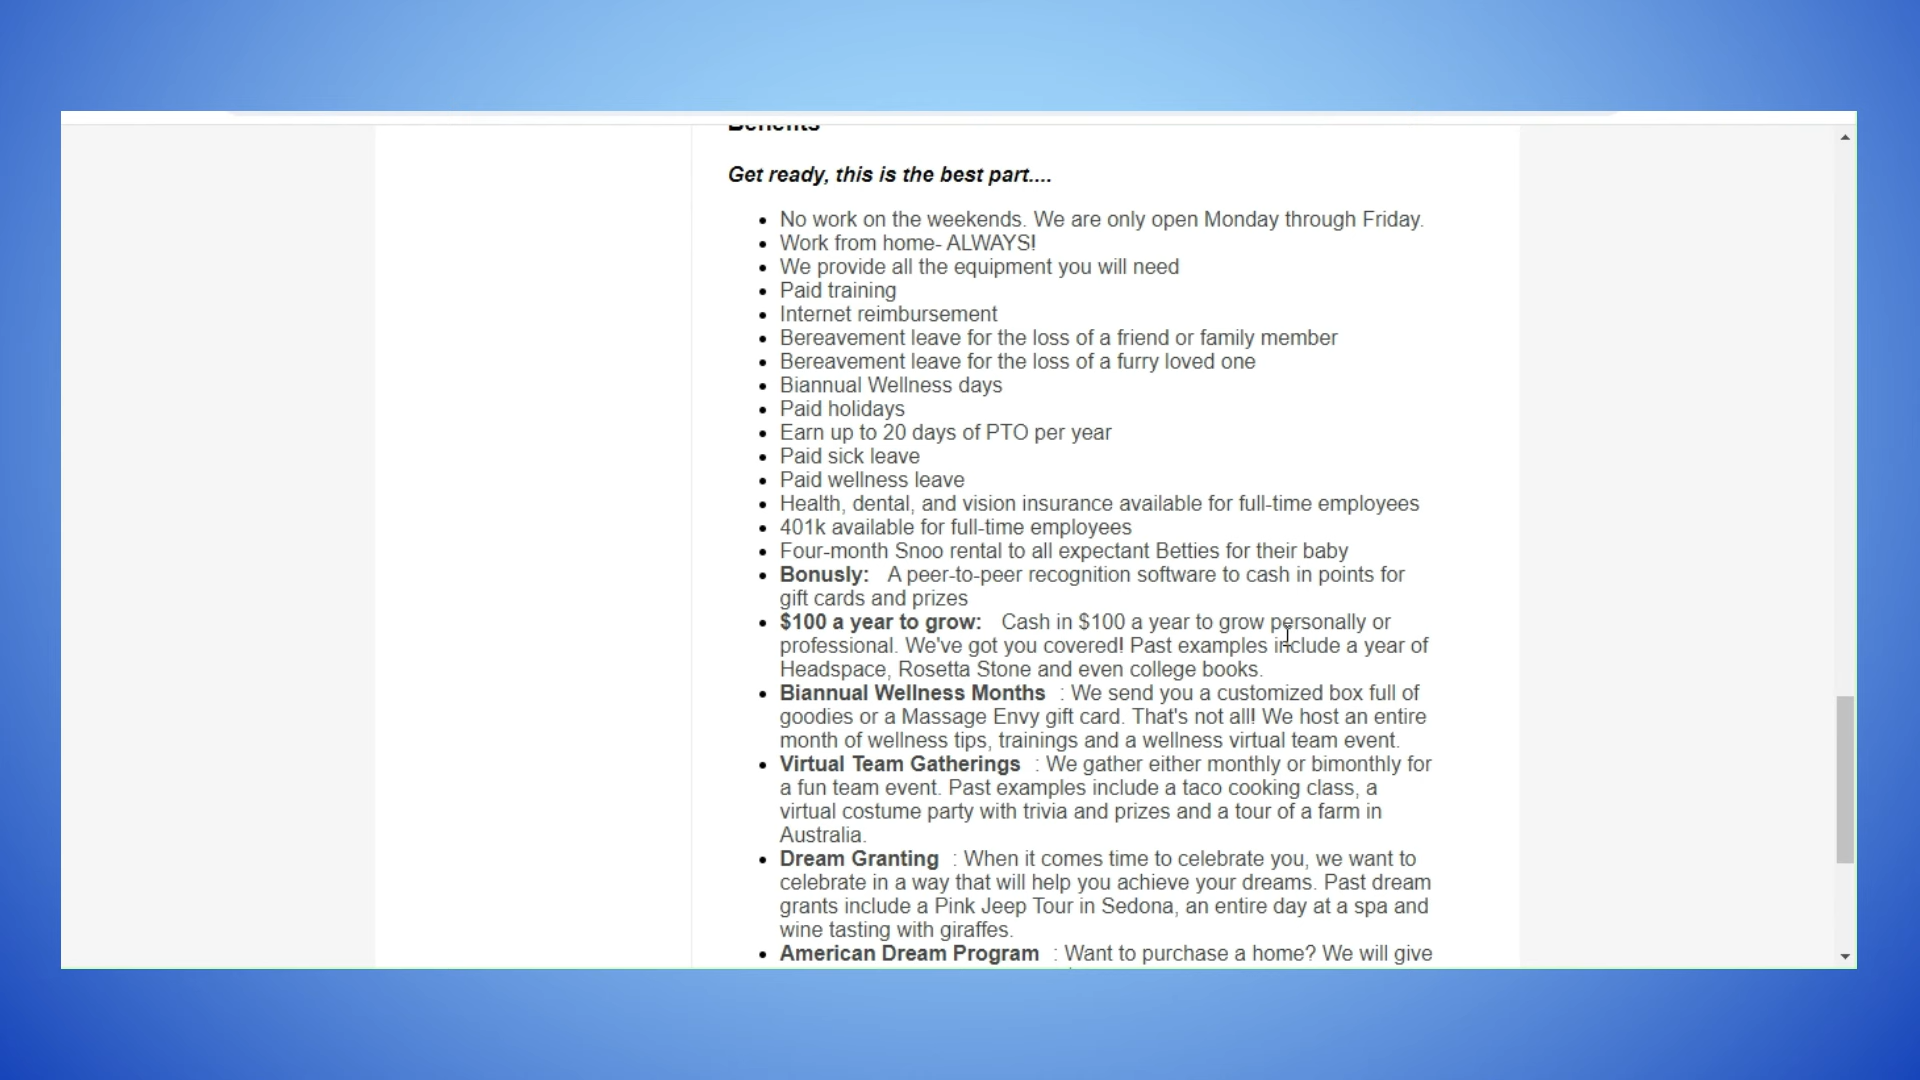 Benefits
Get ready, this is the best part....
No work on the weekends. We are only open Monday through Friday.
Work from home- ALWAYS!
We provide all the equipment you will need
Paid training
Internet reimbursement
Bereavement leave for the loss of a friend or family member
Bereavement leave for the loss of a furry loved one
Biannual Wellness days
Paid holidays
Earn up to 20 days of PTO per year
Paid sick leave
Paid wellness leave
Health, dental, and vision insurance available for full-time employees
401k available for full-time employees
Four-month Snoo rental to all expectant Betties for their baby
Bonusly: A peer-to-peer recognition software to cash in points for
gift cards and prizes
$100 a year to grow: Cash in $100 a year to grow personally or
professional. We've got you covered! Past examples include a year of
Headspace, Rosetta Stone and even college books.
Biannual Wellness Months : We send you a customized box full of
goodies or a Massage Envy gift card. That's not all! We host an entire
month of wellness tips, trainings and a wellness virtual team event.
Virtual Team Gatherings : We gather either monthly or bimonthly for
a fun team event. Past examples include a taco cooking class, a
virtual costume party with trivia and prizes and a tour of a farm in
Australia.
Dream Granting : When it comes time to celebrate you, we want to
celebrate in a way that will help you achieve your dreams. Past dream
grants include a Pink Jeep Tour in Sedona, an entire day at a spa and
wine tasting with giraffes.
American Dream Program : Want to purchase a home? We will give